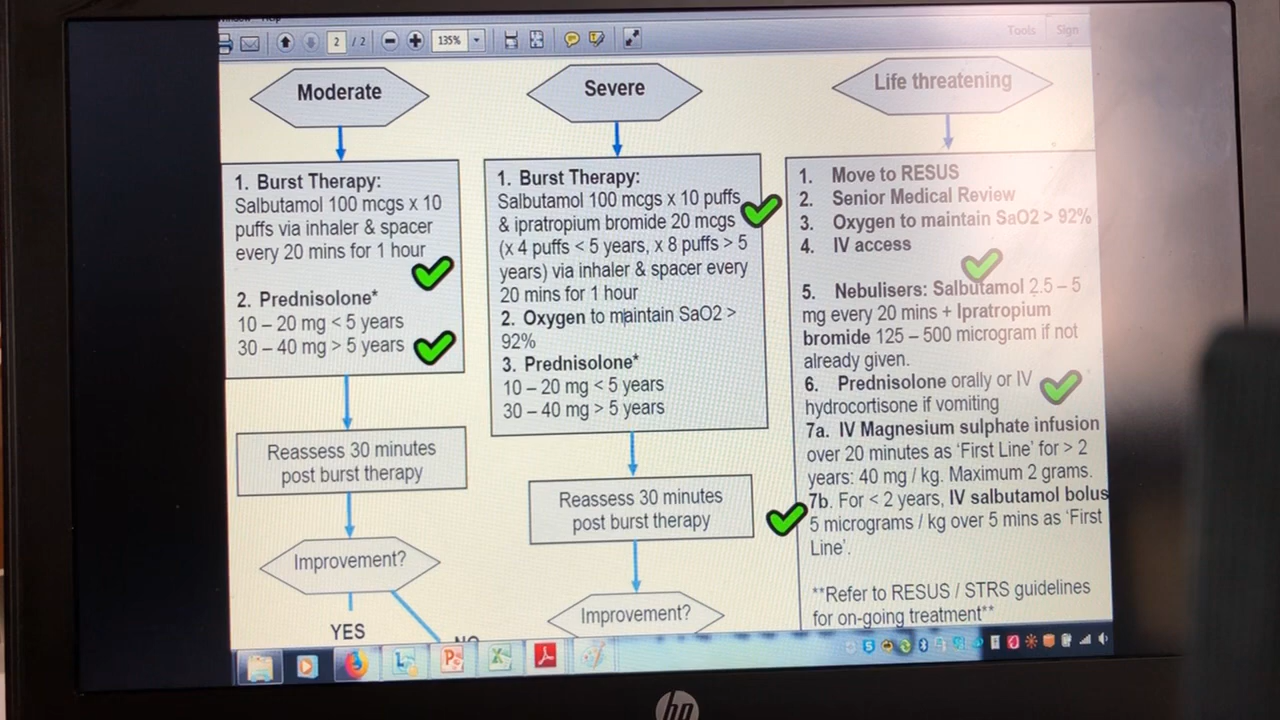 2 / 2
135%
Tools
Sign
Moderate
1. Burst Therapy:
Salbutamol 100 mcgs x 10
puffs via inhaler & spacer
every 20 mins for 1 hour
2. Prednisolone*
10 – 20 mg < 5 years
30 – 40 mg > 5 years
Reassess 30 minutes
post burst therapy
Improvement?
YES
NO
Severe
1. Burst Therapy:
Salbutamol 100 mcgs x 10 puffs
& ipratropium bromide 20 mcgs
(x 4 puffs < 5 years, x 8 puffs > 5
years) via inhaler & spacer every
20 mins for 1 hour
2. Oxygen to maintain SaO2 >
92%
3. Prednisolone*
10 – 20 mg < 5 years
30 – 40 mg > 5 years
Reassess 30 minutes
post burst therapy
Improvement?
Life threatening
1. Move to RESUS
2. Senior Medical Review
3. Oxygen to maintain SaO2 > 92%
4. IV access
5. Nebulisers: Salbutamol 2.5 – 5
mg every 20 mins + Ipratropium
bromide 125 – 500 microgram if not
already given.
6. Prednisolone orally or IV
hydrocortisone if vomiting
7a. IV Magnesium sulphate infusion
over 20 minutes as 'First Line' for > 2
years: 40 mg / kg. Maximum 2 grams.
7b. For < 2 years, IV salbutamol bolus
5 micrograms / kg over 5 mins as 'First
Line'.
**Refer to RESUS / STRS guidelines
for on-going treatment**
hp